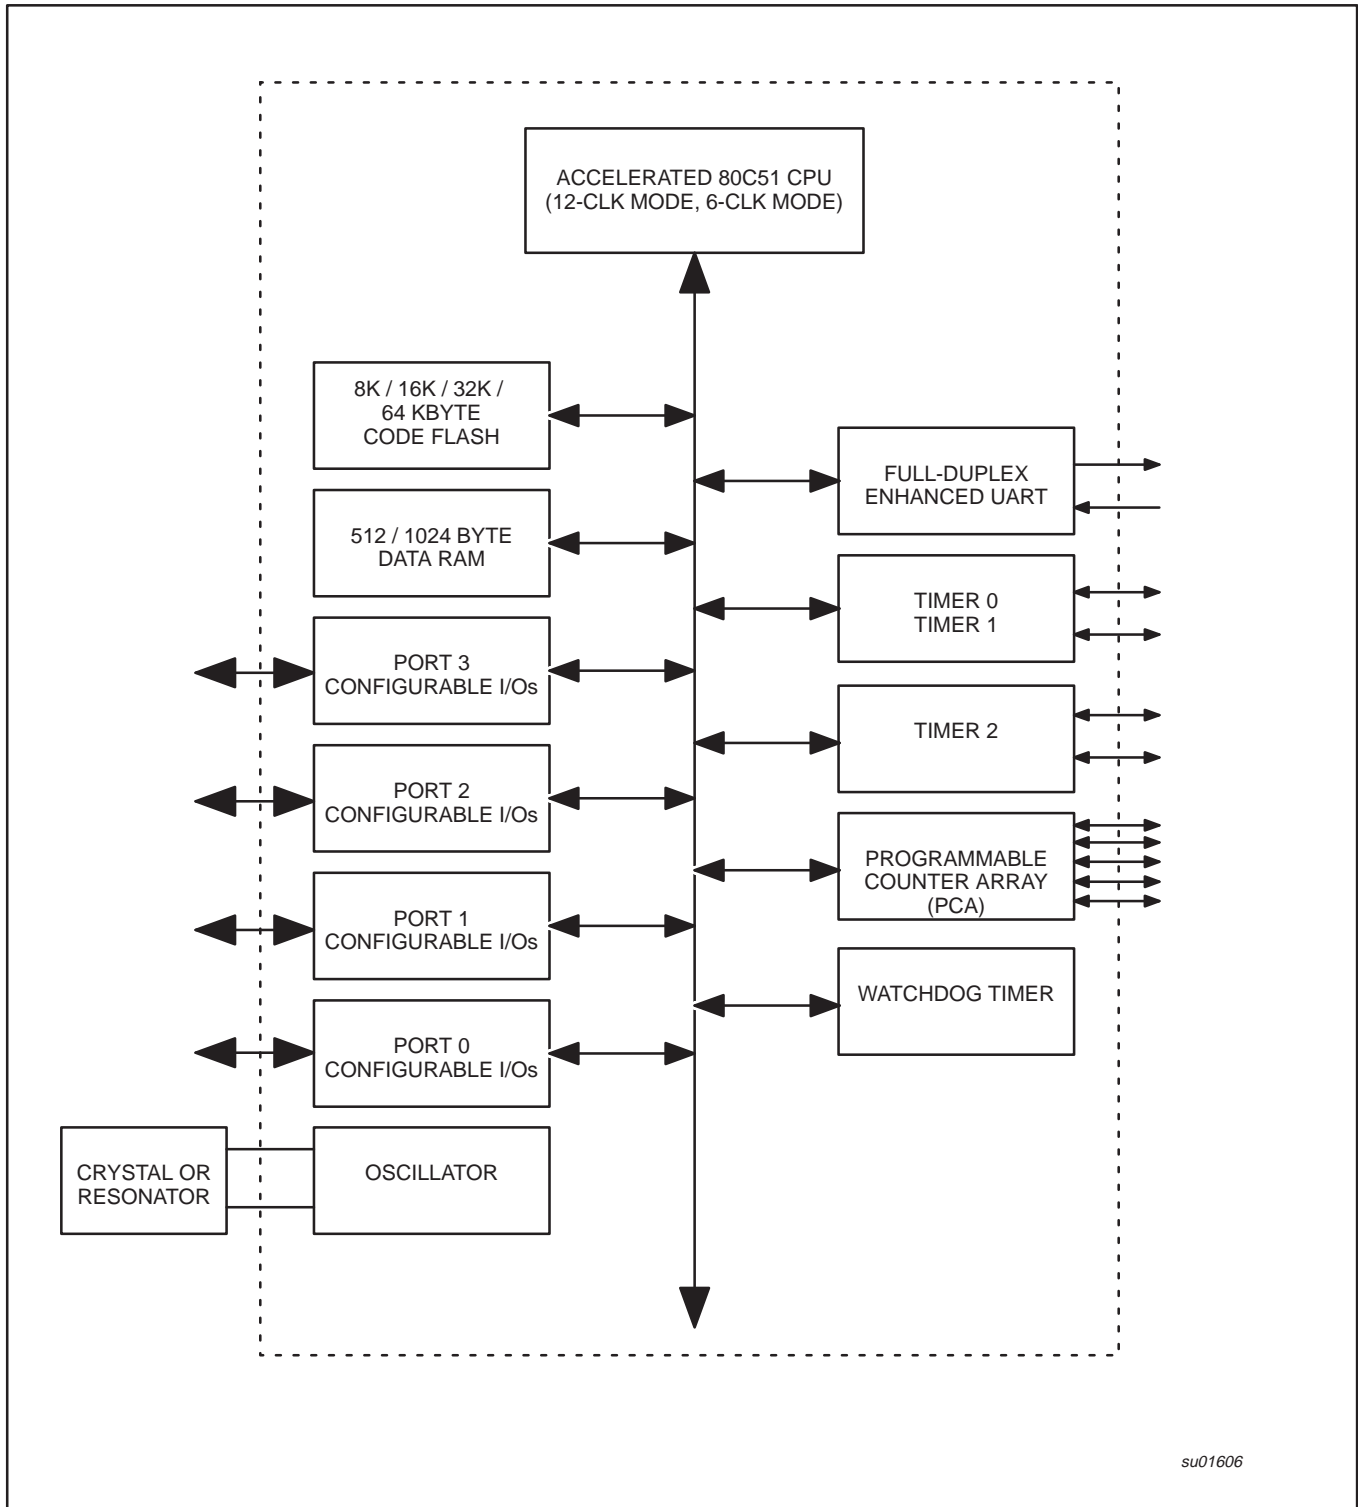 ACCELERATED 80C51 CPU
(12-CLK MODE, 6-CLK MODE)
8K / 16K / 32K /
64 KBYTE
CODE FLASH
512 / 1024 BYTE
DATA RAM
PORT 3
CONFIGURABLE I/Os
PORT 2
CONFIGURABLE I/Os
PORT 1
CONFIGURABLE I/Os
PORT 0
CONFIGURABLE I/Os
CRYSTAL OR
RESONATOR
OSCILLATOR
FULL-DUPLEX
ENHANCED UART
TIMER 0
TIMER 1
TIMER 2
PROGRAMMABLE
COUNTER ARRAY
(PCA)
WATCHDOG TIMER
su01606